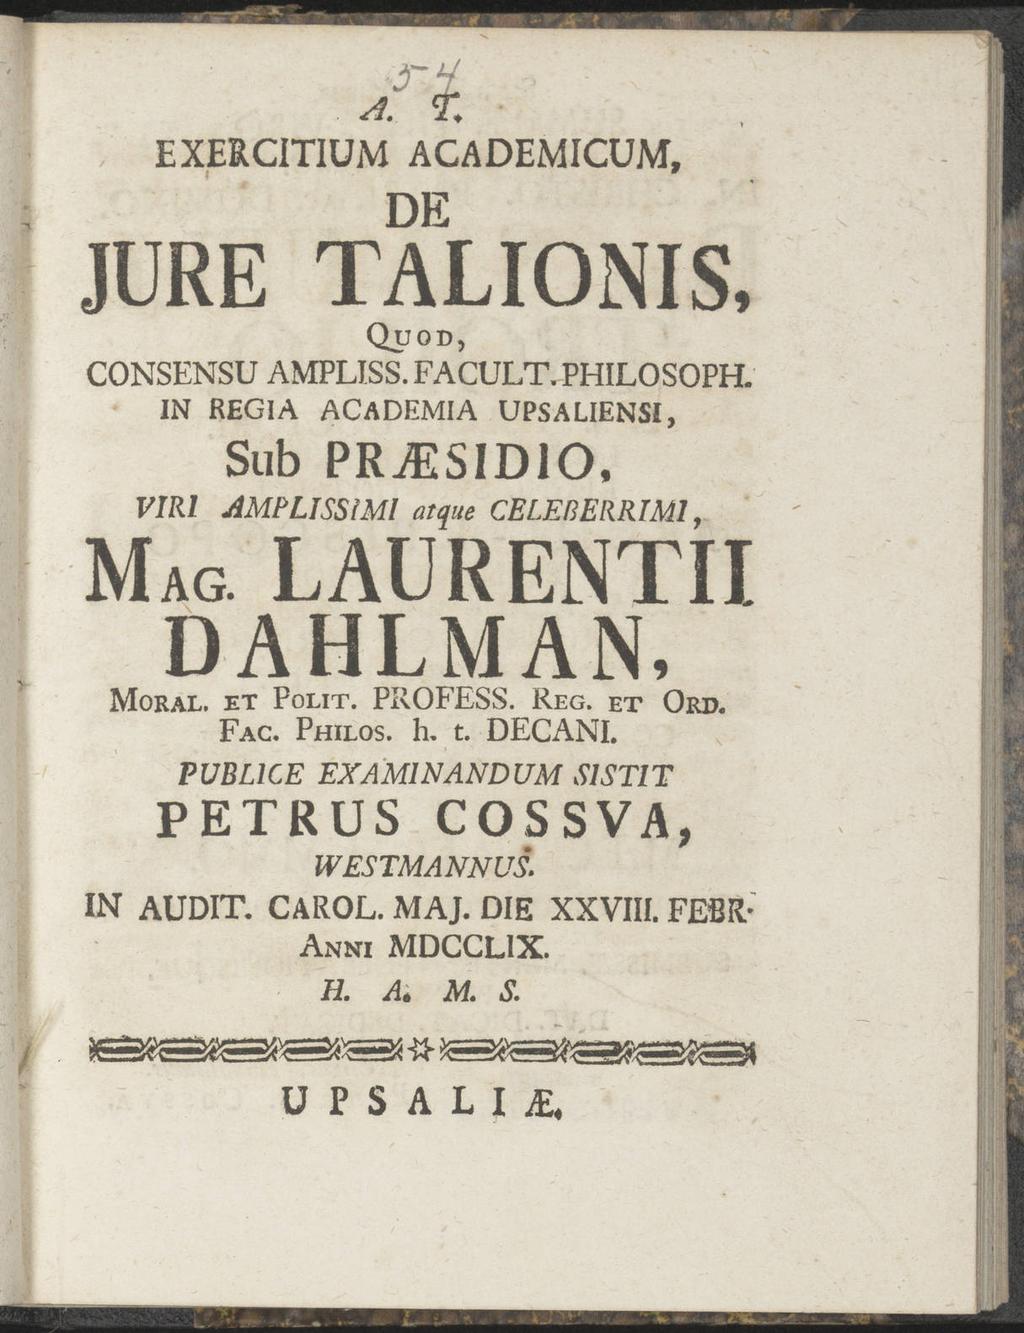 54
A. T.
EXERCITIUM ACADEMICUM,
DE
JURE TALIONIS,
QUOD,
CONSENSU AMPLISS. FACULT. PHILOSOPH.
IN REGIA ACADEMIA UPSALIENSI,
Sub PRÆSIDIO,
VIRI AMPLISSIMI atque CELEBERRIMI,
MAG. LAURENTII
DAHLMAN,
MORAL. ET POLIT. PROFESS. REG. ET ORD.
FAC. PHILOS. h. t. DECANI.
PUBLICE EXAMINANDUM SISTIT
PETRUS COSSVA,
WESTMANNUS.
IN AUDIT. CAROL. MAJ. DIE XXVIII. FEBR.
ANNI MDCCLIX.
H. A. M. S.
UPSALIÆ.